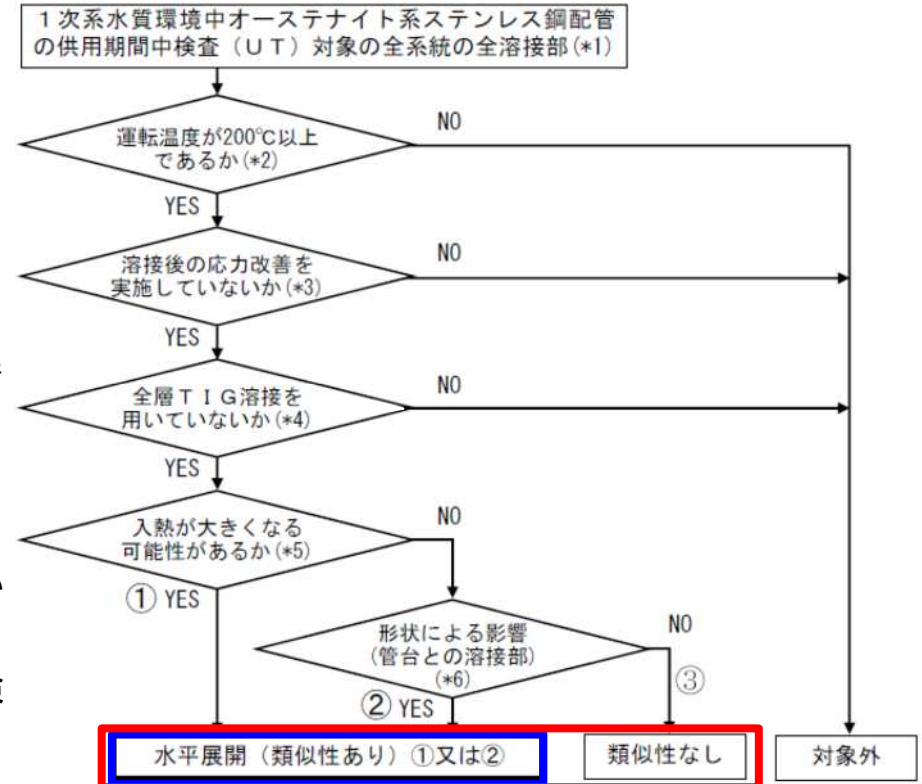 １次系水質環境中オーステナイト系ステンレス鋼配管
の供用期間中検査（ＵＴ）対象の全系統の全溶接部(*1)
運転温度が200℃以上
であるか(*2)
NO
YES
溶接後の応力改善を
実施していないか(*3)
NO
YES
全層ＴＩＧ溶接を
用いていないか(*4)
NO
YES
入熱が大きくなる
可能性があるか(*5)
NO
① YES
形状による影響
(管台との溶接部)
(*6)
NO
③
② YES
水平展開（類似性あり）①又は②
類似性なし
対象外